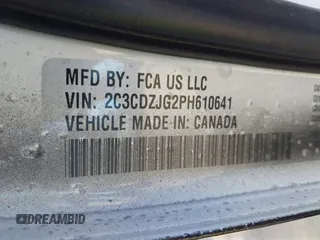 MFD BY: FCA US LLC
VIN: 2C3CDZJG2PH610641
VEHICLE MADE IN: CANADA
DREAMBID